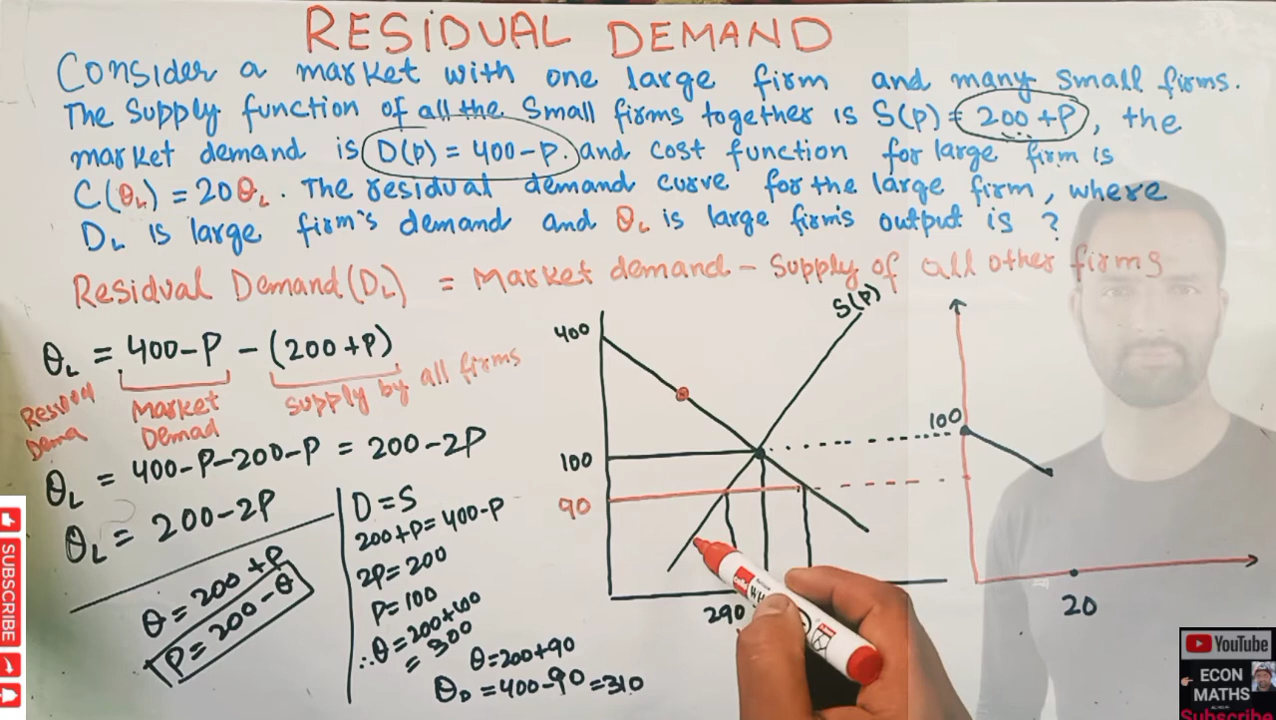 RESIDUAL DEMAND
Consider a market with one large firm and many small firms.
The Supply function of all the Small firms together is S(p) = 200+P, the
market demand is D(p) = 400-P. and cost function for large firm is
C(θL) = 20θL. The residual demand curve for the large firm, where
DL is large firm's demand and θL is large firm's output is ?
Residual Demand (DL) = Market demand - Supply of all other firms
θL = 400-P - (200+P)
Market
Demad
Supply by all firms
θL = 400-P-200-P = 200-2P
θL = 200-2P
θ = 200+P
P = 200-θ
D=S
200+P=400-P
2P=200
P=100
∴θ=200+100
= 300
θ=200+90
θD =400-90=310
S(P)
400
100
90
290
100
20
SUBSCRIBE
YouTube
ECON
MATHS
Subscribe